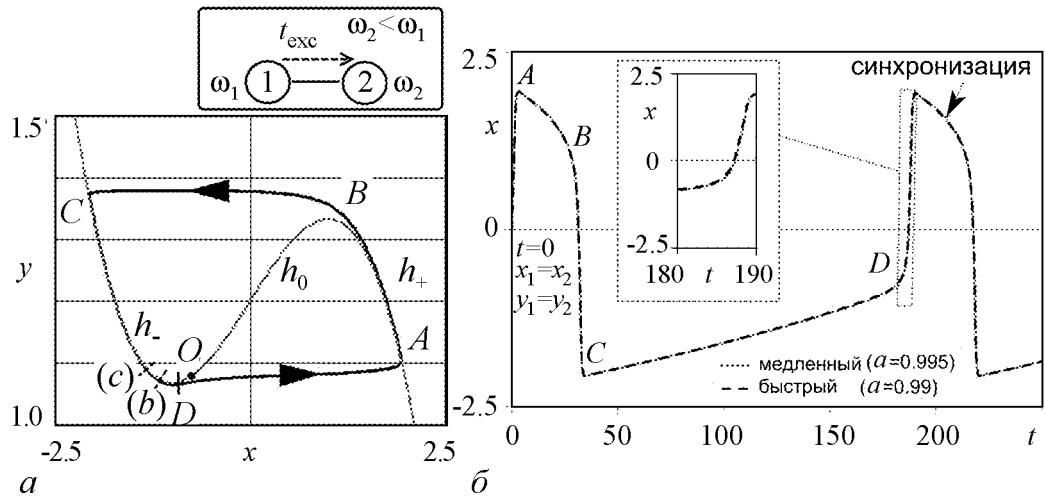 t_exc ω₂<ω₁
ω₁ 1 2 ω₂
1.5
y
1.0
-2.5 0 2.5
x
C
B
h₀
h₊
h₋
A
O
(c)
(b)
D
а
2.5
x
0
-2.5
A
B
C
D
t=0
x₁=x₂
y₁=y₂
2.5
x
0
-2.5
180 t 190
синхронизация
медленный (a=0.995)
быстрый (a=0.99)
0 50 100 150 200 t
б